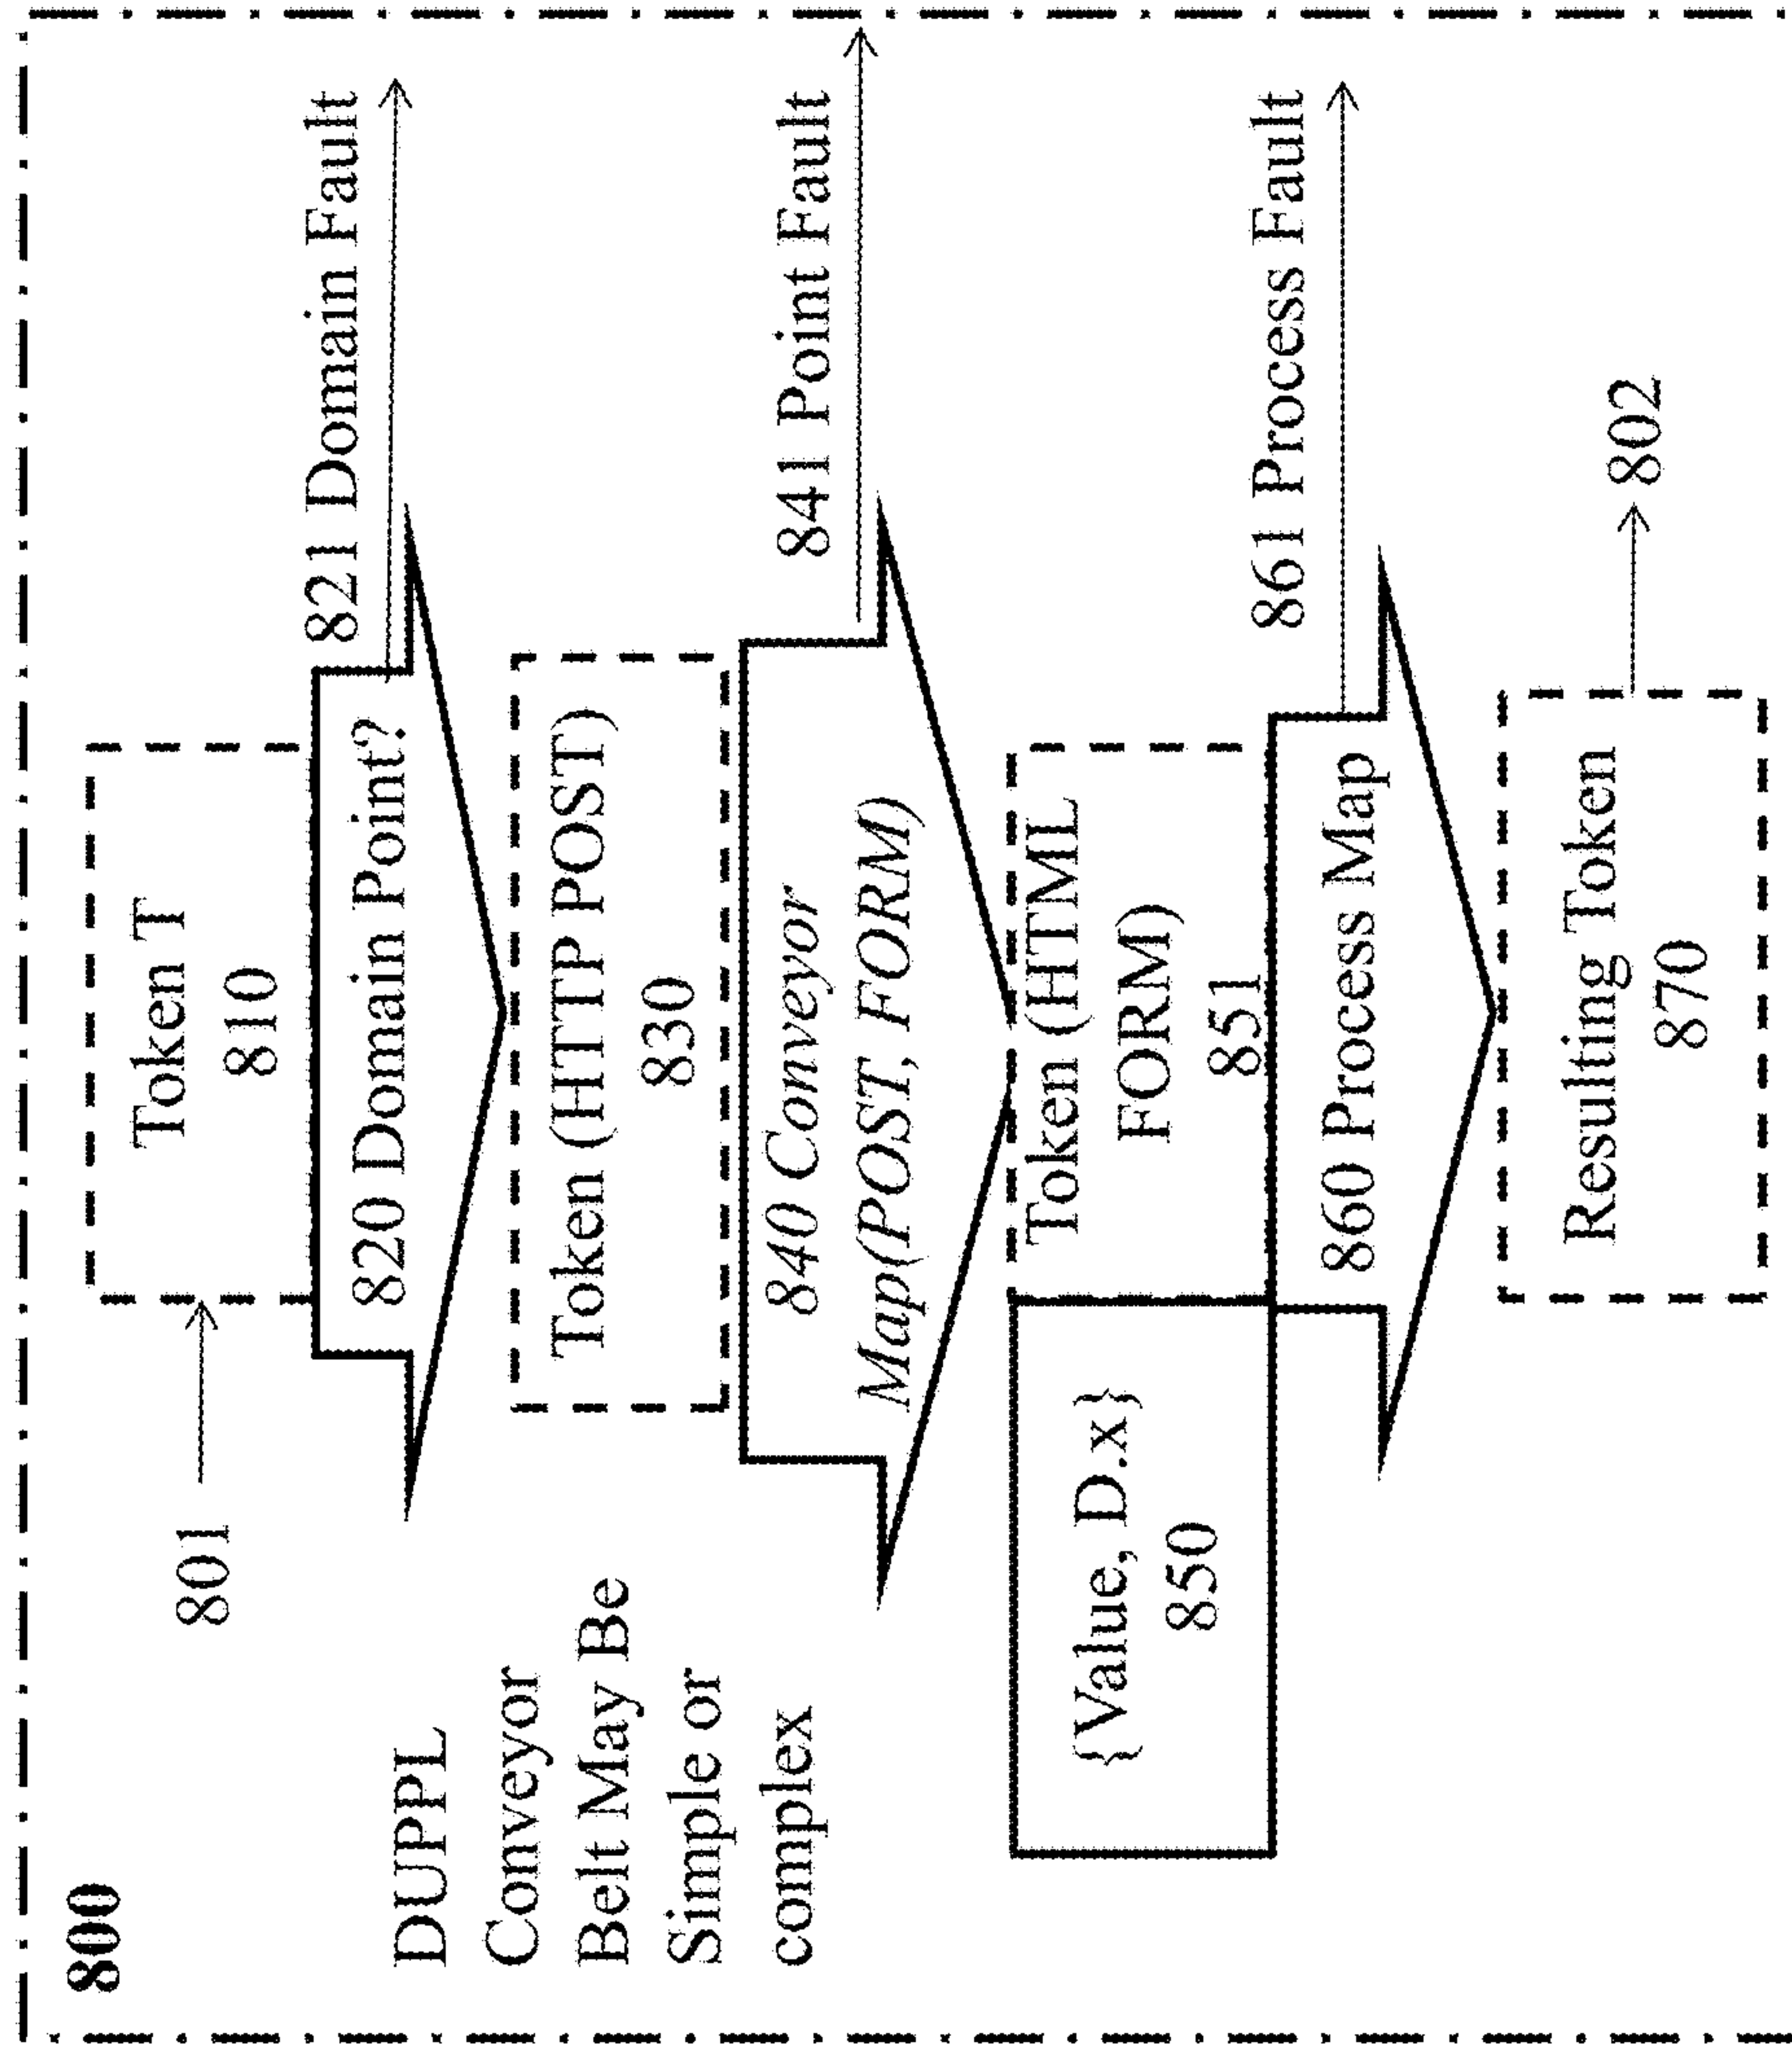 800
801
Token T
810
820 Domain Point?
821 Domain Fault
DUPPL
Conveyor
Belt May Be
Simple or
complex
Token (HTTP POST)
830
840 Conveyor
Map(POST, FORM)
841 Point Fault
{Value, D.x}
850
Token (HTML
FORM)
851
860 Process Map
861 Process Fault
Resulting Token
870
802